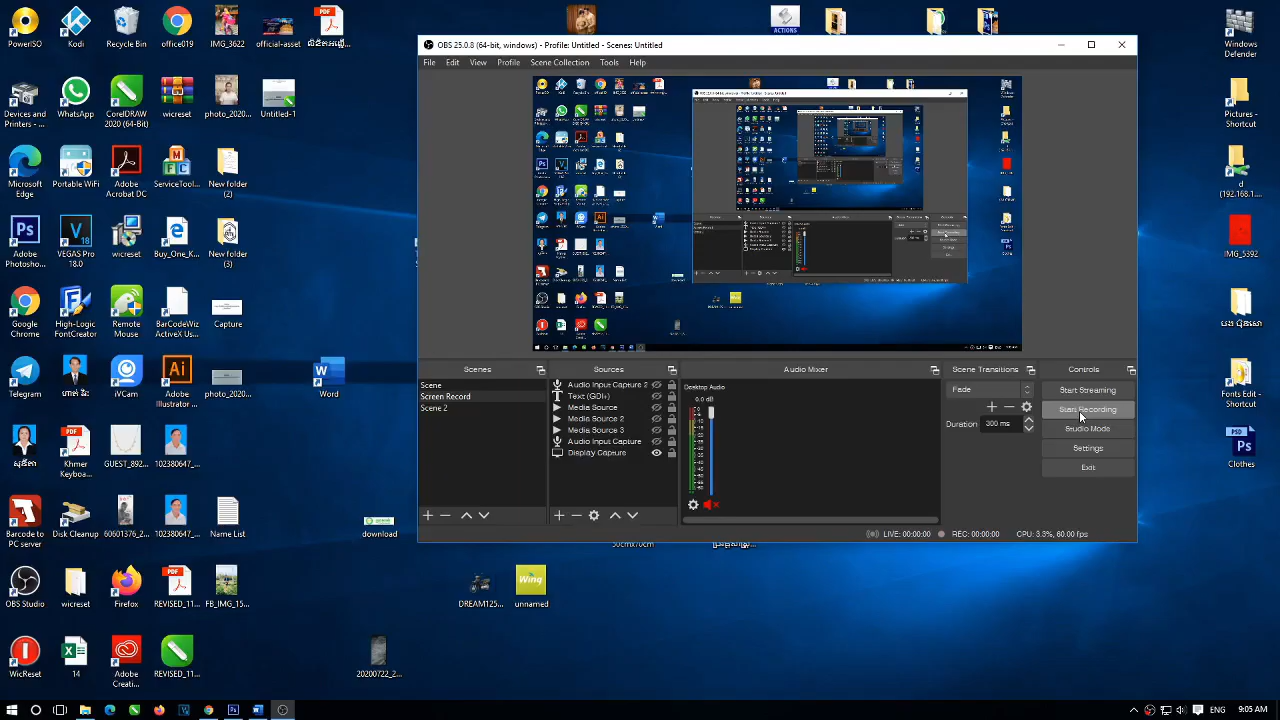 OBS 25.0.8 (64-bit, windows) - Profile: Untitled - Scenes: Untitled
File Edit View Profile Scene Collection Tools Help
PowerISO
Kodi
Recycle Bin
office019
IMG_3620
official-asset
ACTIONS
Windows Defender
Devices and Printers - ...
CorelDRAW 2020 (64-Bit)
wicreset
photo_2020...
Untitled-1
Pictures - Shortcut
Microsoft Edge
Portable WiFi
Adobe Acrobat DC
ServiceTool...
New folder (2)
d (192.168.1...
Adobe Photoshop...
VEGAS Pro 18.0
wicreset
Buy_One_K...
New folder (3)
IMG_5392
Google Chrome
High-Logic FontCreator
Remote Mouse
BarCodeWiz ActiveX Us...
Capture
Telegram
iVCam
Adobe Illustrator ...
photo_2020...
Word
Fonts Edit - Shortcut
Khmer Keyboa...
GUEST_892...
102380647_...
Clothes
Barcode to PC server
Disk Cleanup
60601376_2...
102380647_...
Name List
download
OBS Studio
wicreset
Firefox
REVISED_11...
FB_IMG_15...
DREAM125...
Wing
unnamed
WicReset
14
Adobe Creati...
REVISED_11...
20200722_2...
50cmx70cm
Scenes
Scene
Screen Record
Scene 2
Sources
Audio Input Capture 2
Text (GDI+)
Media Source
Media Source 2
Media Source 3
Audio Input Capture
Display Capture
Audio Mixer
Desktop Audio
0.0 dB
Scene Transitions
Fade
Duration 300 ms
Controls
Start Streaming
Start Recording
Studio Mode
Settings
Exit
LIVE: 00:00:00 REC: 00:00:00 CPU: 3.3%, 60.00 fps
ENG 9:05 AM